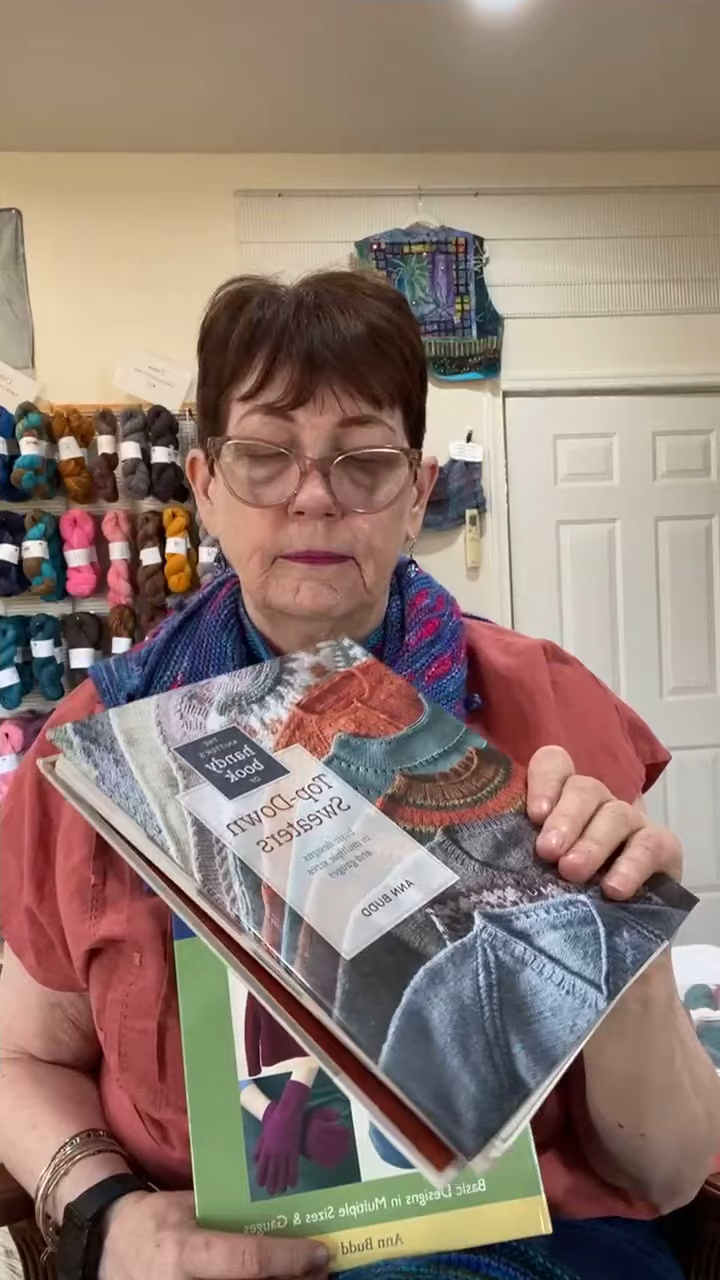 THE
KNITTER'S
handy
book
OF
Top-Down
Sweaters
basic designs
in multiple sizes
and gauges
ANN BUDD
Basic Designs in Multiple Sizes & Gauges
Ann Budd